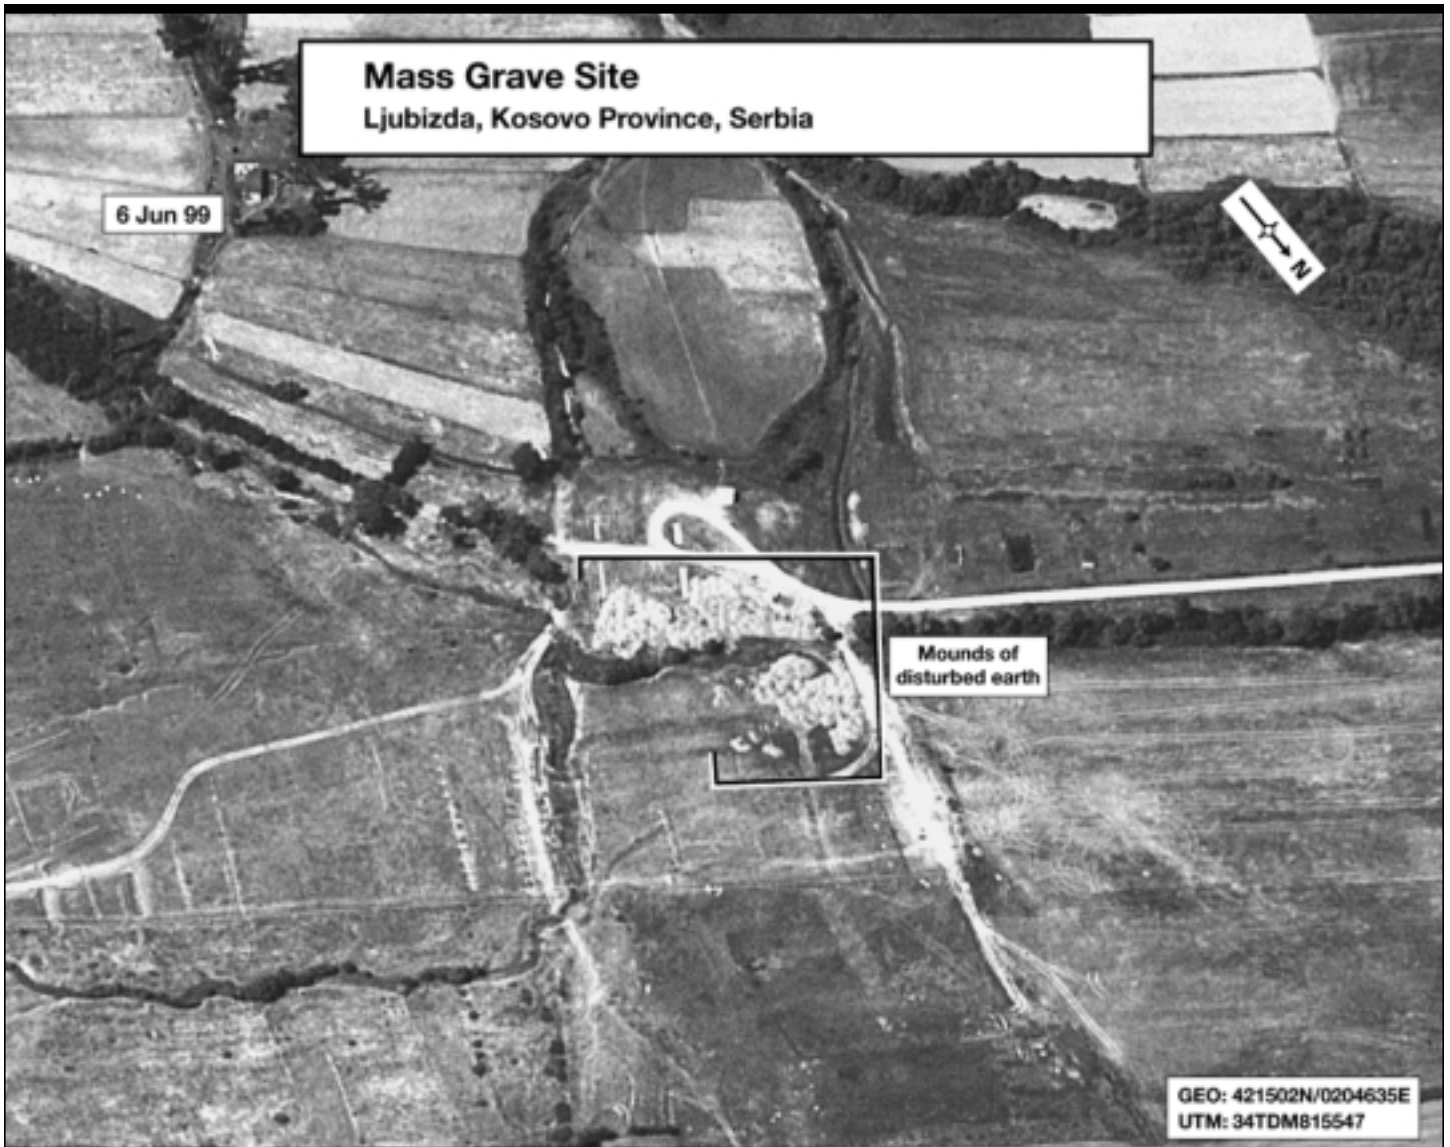 Mass Grave Site
Ljubizda, Kosovo Province, Serbia
6 Jun 99
N
Mounds of
disturbed earth
GEO: 421502N/0204635E
UTM: 34TDM815547